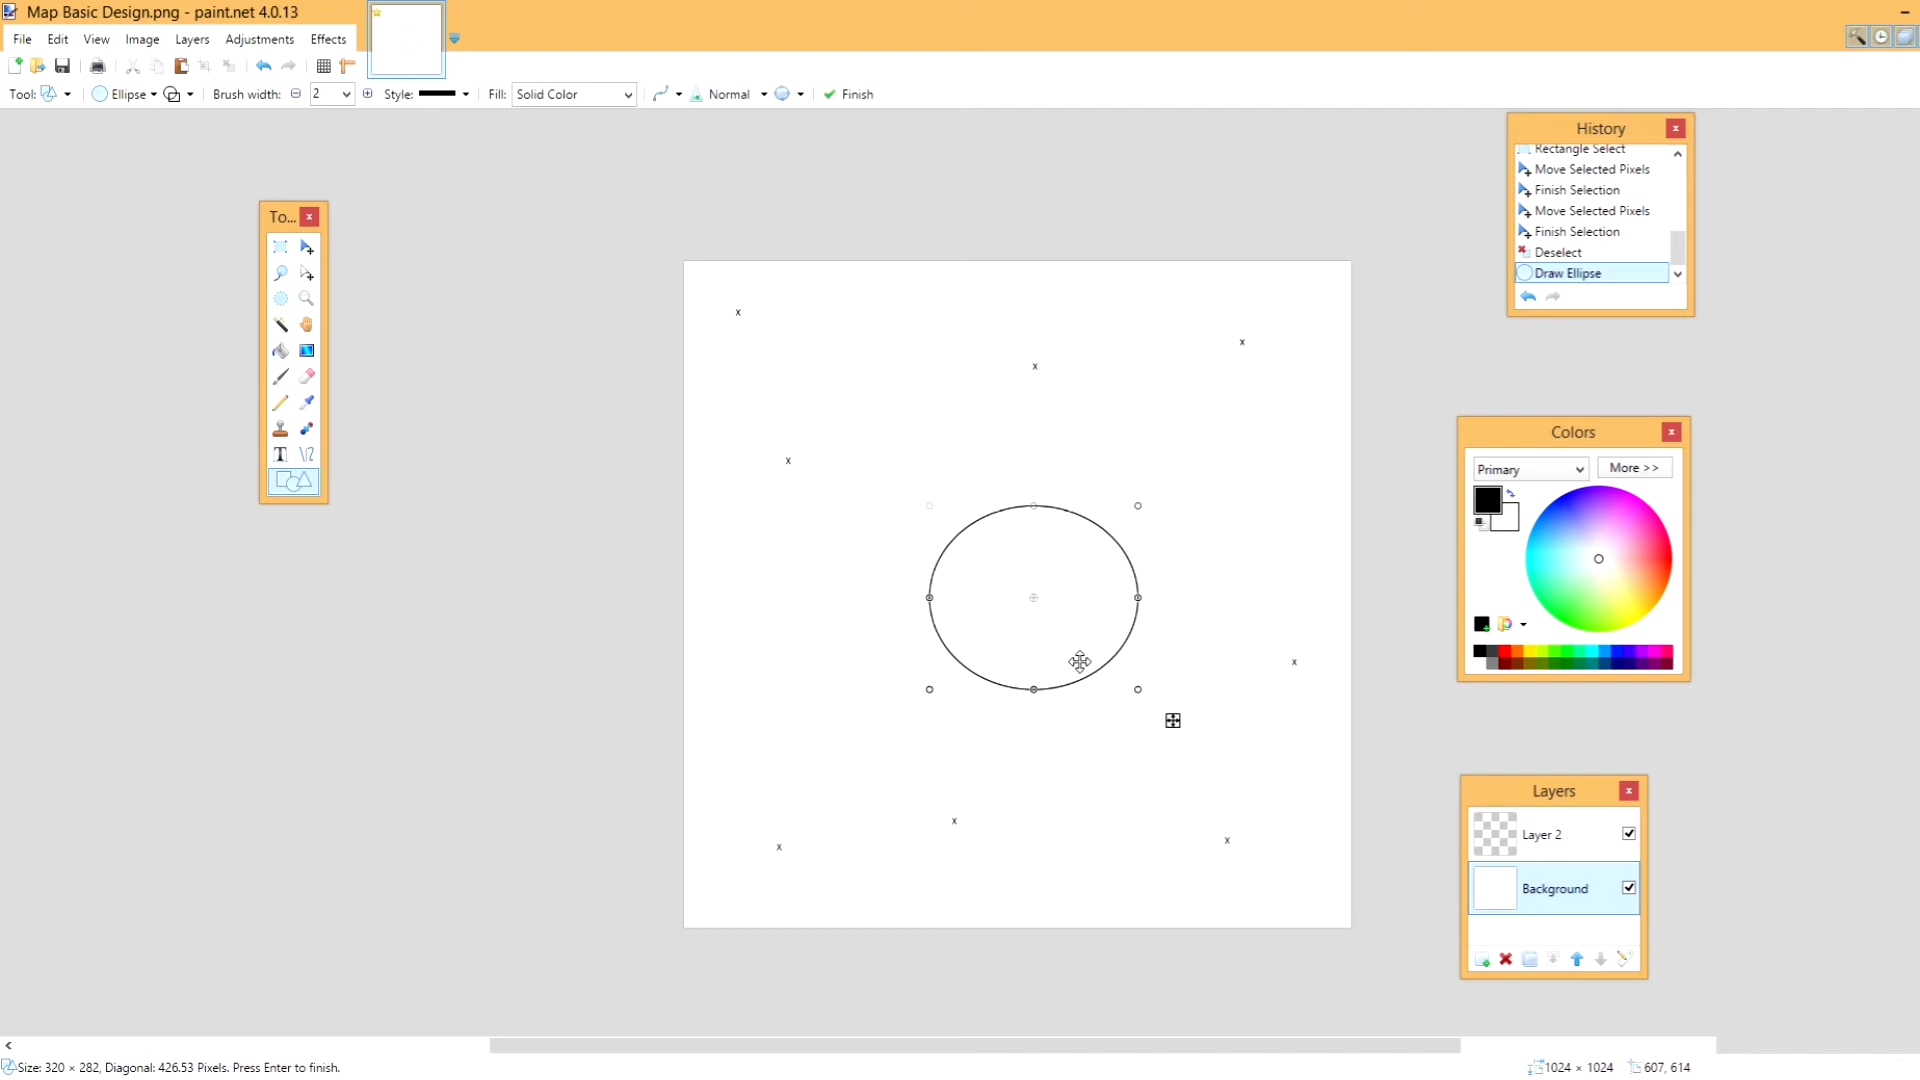 Map Basic Design.png - paint.net 4.0.13
File Edit View Image Layers Adjustments Effects
Tool: Ellipse Brush width: 2 Style: Fill: Solid Color Normal Finish
History
Rectangle Select
Move Selected Pixels
Finish Selection
Move Selected Pixels
Finish Selection
Deselect
Draw Ellipse
To...
T
x
x
x
x
x
x
x
x
Colors
Primary More >>
Layers
Layer 2
Background
Size: 320 × 282, Diagonal: 426.53 Pixels. Press Enter to finish. 1024 × 1024 607, 614